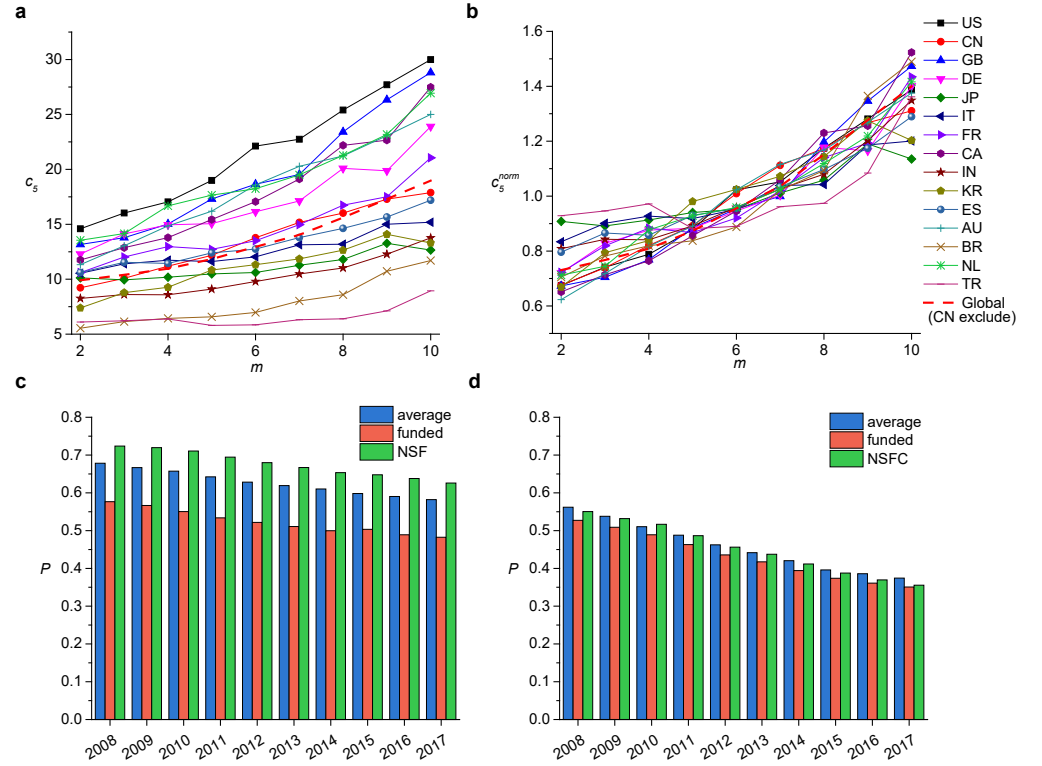 a
30
25
20
15
10
5
c5
2
4
6
8
10
m
b
1.6
1.4
1.2
1.0
0.8
0.6
c5^norm
2
4
6
8
10
m
US
CN
GB
DE
JP
IT
FR
CA
IN
KR
ES
AU
BR
NL
TR
Global
(CN exclude)
c
0.8
0.7
0.6
0.5
0.4
0.3
0.2
0.1
0.0
P
average
funded
NSF
2008
2009
2010
2011
2012
2013
2014
2015
2016
2017
d
0.8
0.7
0.6
0.5
0.4
0.3
0.2
0.1
0.0
P
average
funded
NSFC
2008
2009
2010
2011
2012
2013
2014
2015
2016
2017